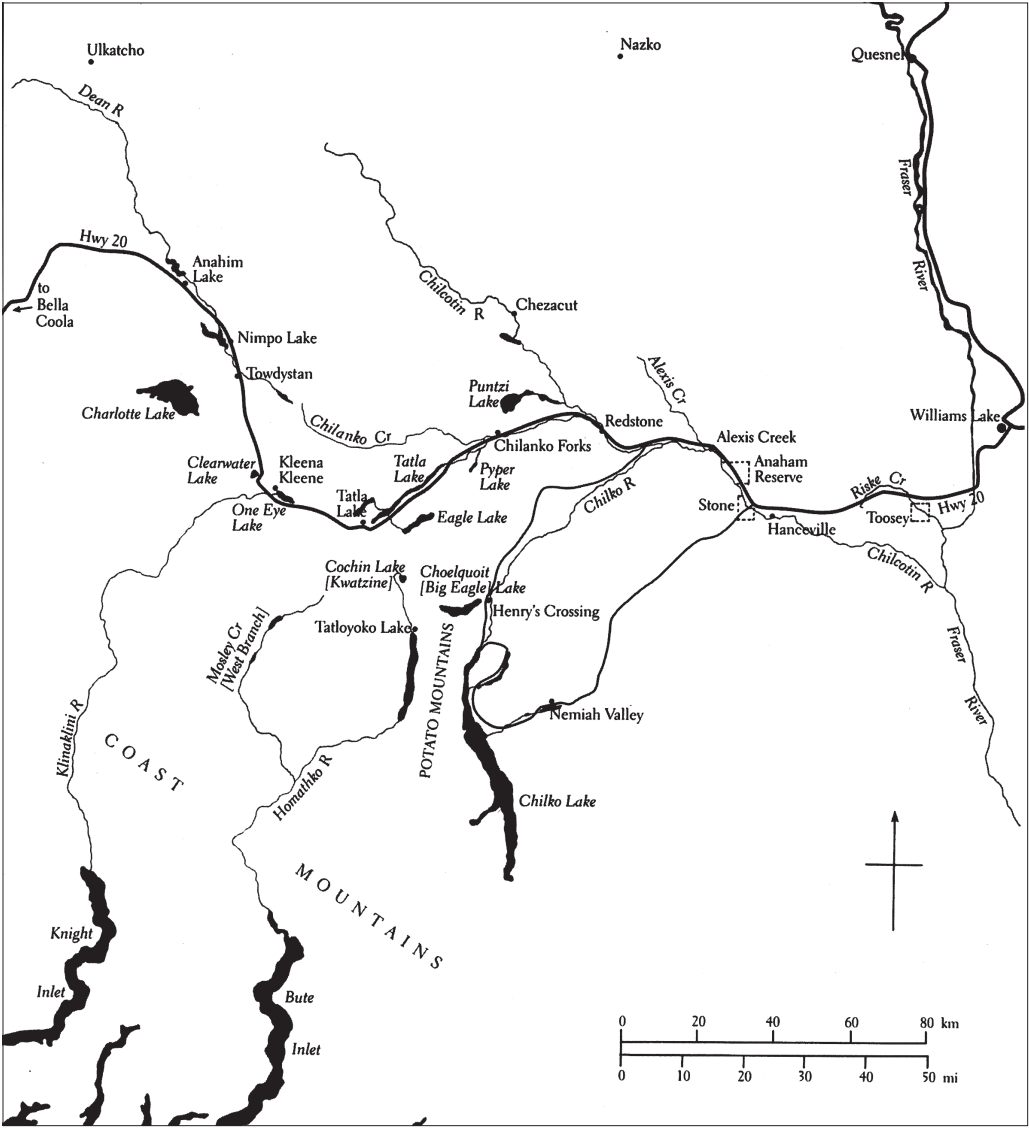 Ulkatcho
Nazko
Quesnel
Dean R
Fraser
River
Hwy 20
Anahim
Lake
to
Bella
Coola
Chilcotin
R
Chezacut
Nimpo Lake
Towdystan
Alexis Cr
Puntzi
Lake
Charlotte Lake
Chilanko Cr
Redstone
Williams Lake
Chilanko Forks
Alexis Creek
Clearwater
Lake
Kleena
Kleene
Tatla
Lake
Pyper
Lake
Anaham
Reserve
One Eye
Lake
Tatla
Lake
Eagle Lake
Chilko R
Stone
Riske Cr
Toosey
Hwy 20
Hanceville
Chilcotin R
Cochin Lake
[Kwatzine]
Choelquoit
[Big Eagle] Lake
Henry's Crossing
Tatloyoko Lake
Mosley Cr
[West Branch]
POTATO MOUNTAINS
Fraser
River
Nemiah Valley
Klinaklini R
COAST
Homathko R
Chilko Lake
MOUNTAINS
Knight
Inlet
Bute
Inlet
0 20 40 60 80 km
0 10 20 30 40 50 mi